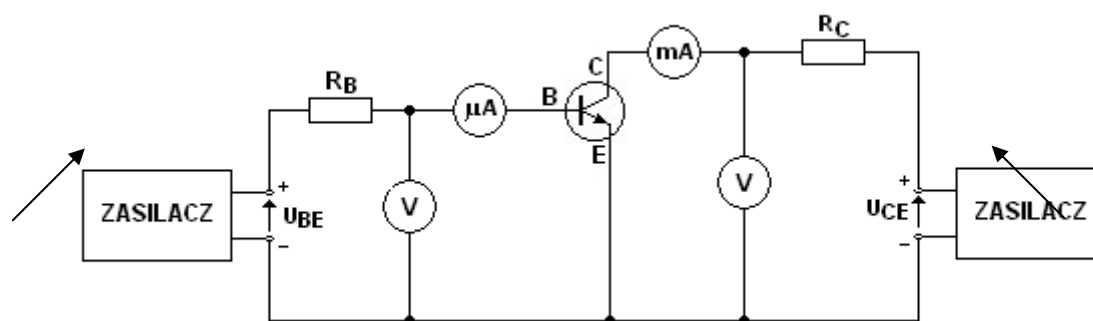 R_C
C
mA
R_B
B
μA
E
+
+
ZASILACZ
U_BE
V
V
U_CE
ZASILACZ
−
−